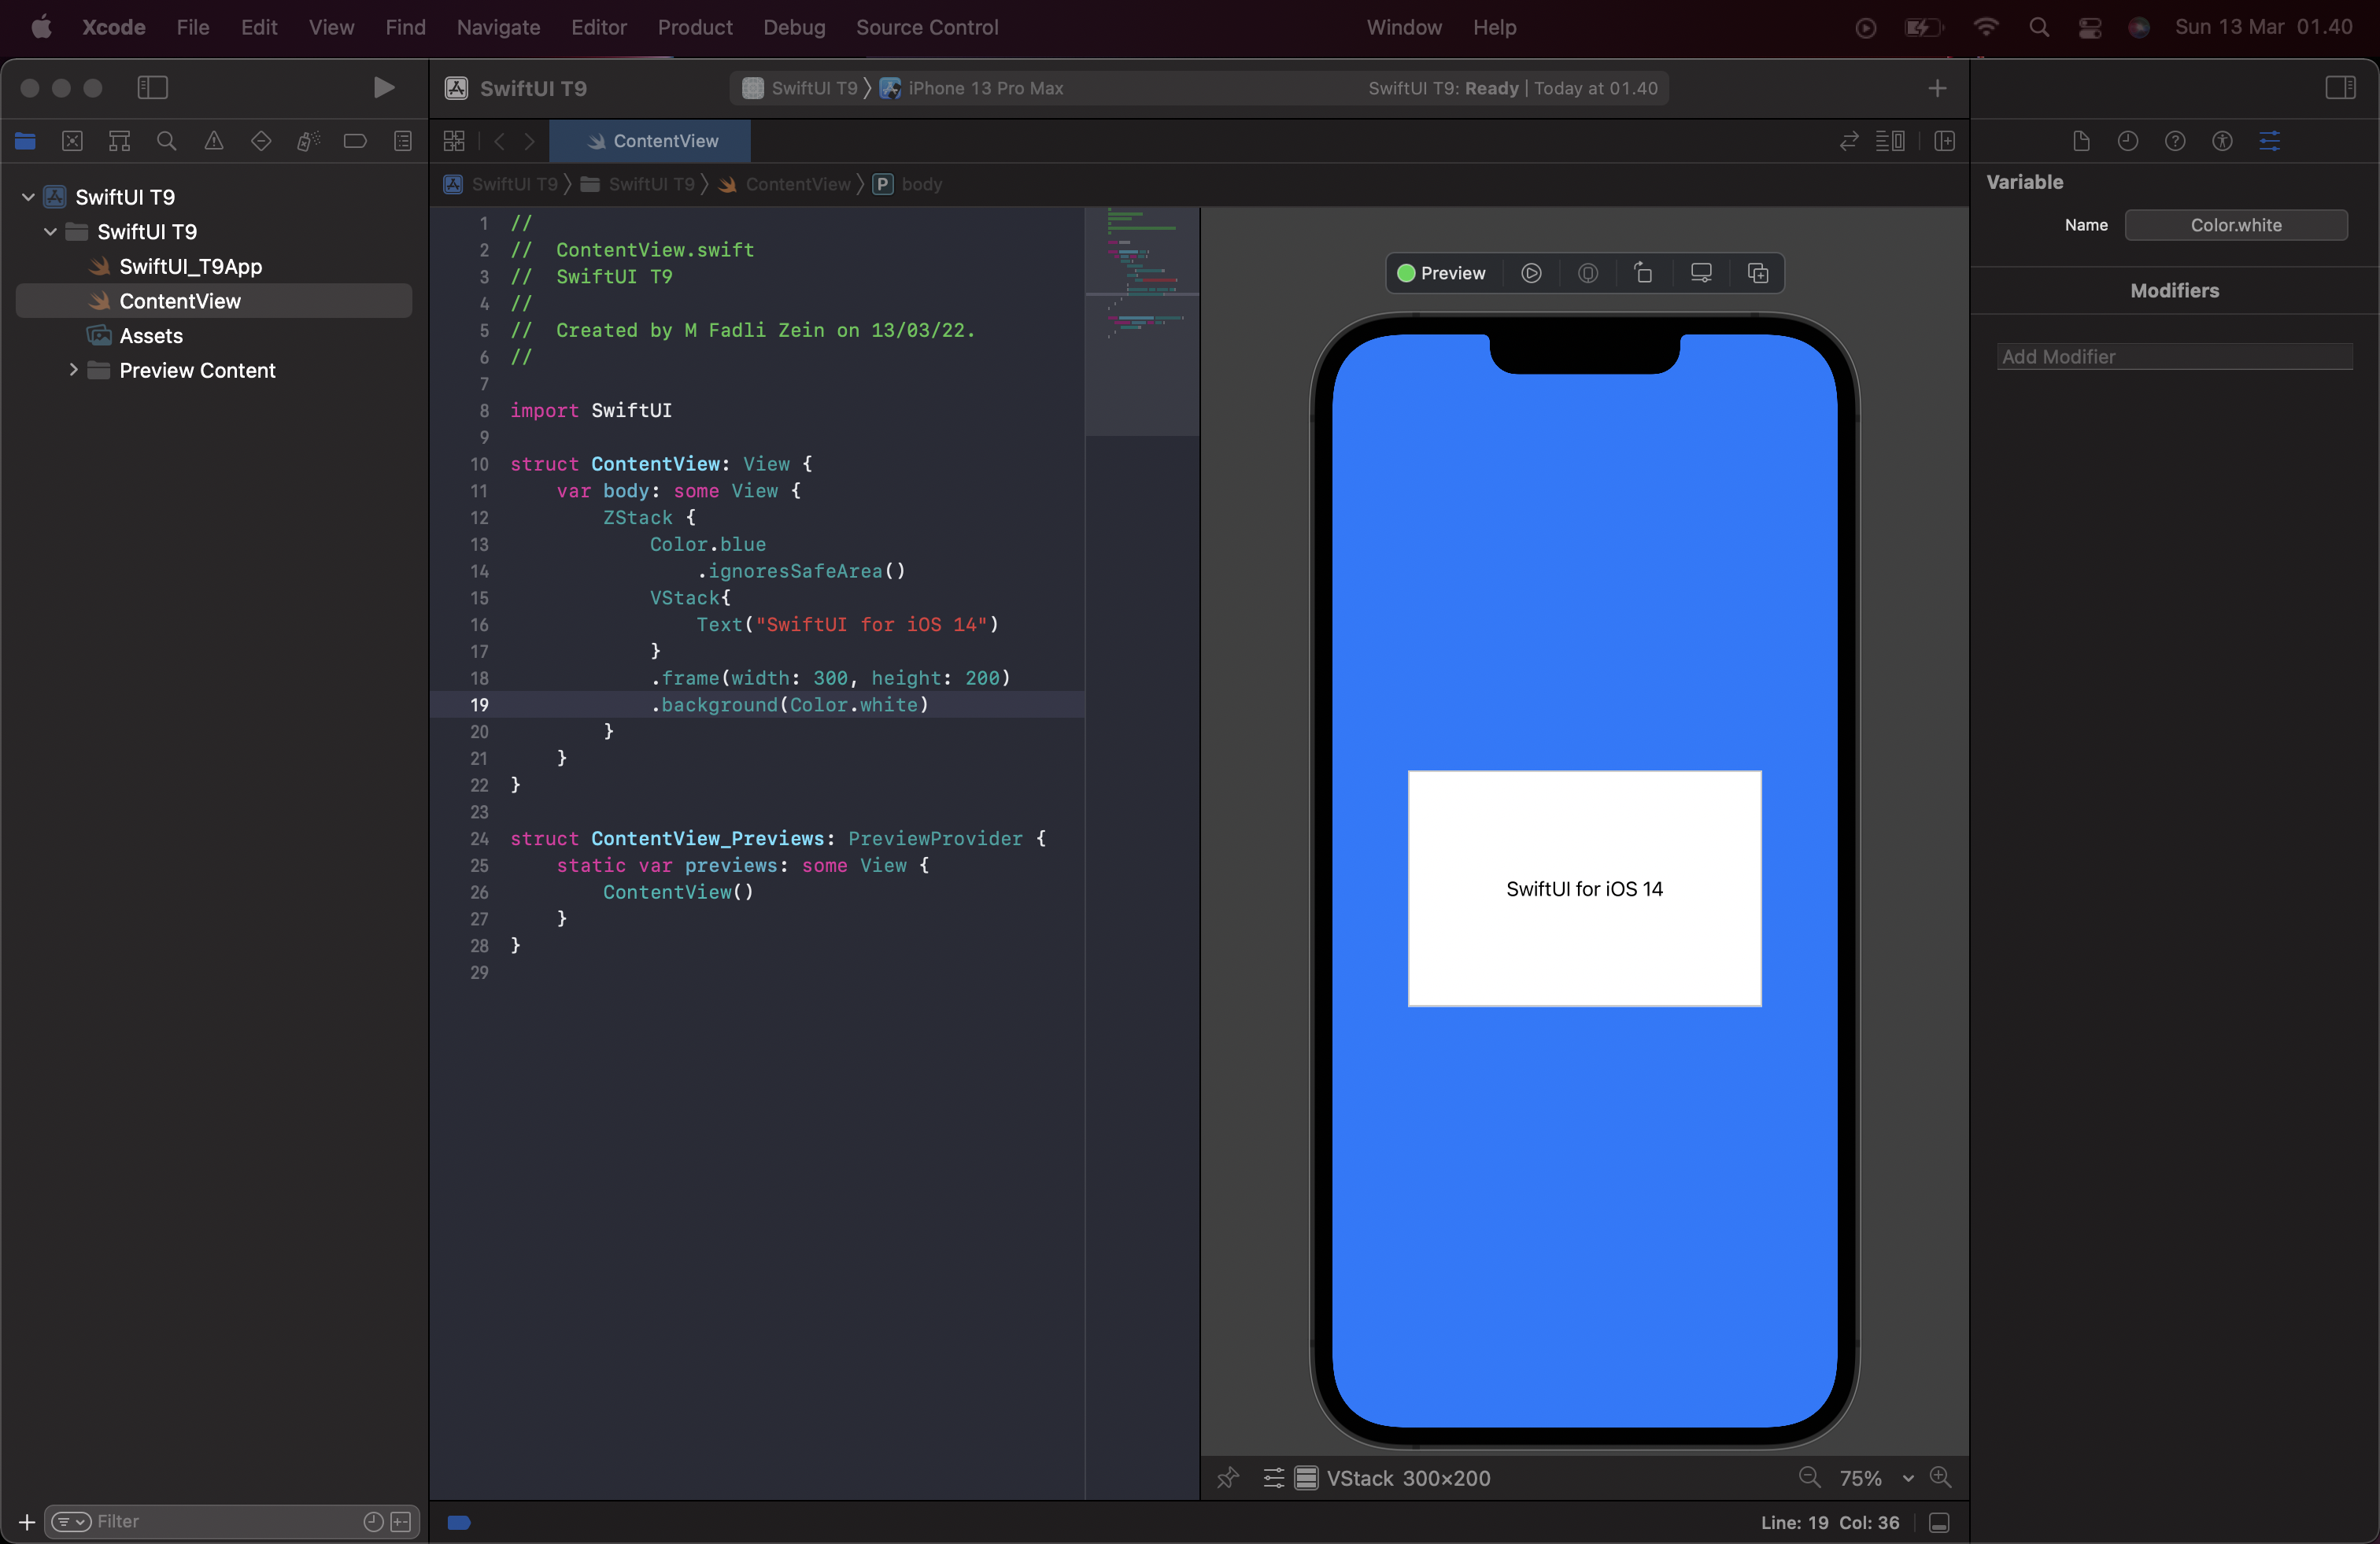 Xcode File Edit View Find Navigate Editor Product Debug Source Control Window Help Sun 13 Mar 01.40
SwiftUI T9 SwiftUI T9 iPhone 13 Pro Max SwiftUI T9: Ready | Today at 01.40
ContentView
SwiftUI T9 SwiftUI T9 ContentView P body
SwiftUI T9
SwiftUI T9
SwiftUI_T9App
ContentView
Assets
Preview Content
Filter
1 //
2 //  ContentView.swift
3 //  SwiftUI T9
4 //
5 //  Created by M Fadli Zein on 13/03/22.
6 //
7
8 import SwiftUI
9
10 struct ContentView: View {
11     var body: some View {
12         ZStack {
13             Color.blue
14                 .ignoresSafeArea()
15             VStack{
16                 Text("SwiftUI for iOS 14")
17             }
18             .frame(width: 300, height: 200)
19             .background(Color.white)
20         }
21     }
22 }
23
24 struct ContentView_Previews: PreviewProvider {
25     static var previews: some View {
26         ContentView()
27     }
28 }
29
Preview
SwiftUI for iOS 14
VStack 300×200 75%
Line: 19 Col: 36
Variable
Name Color.white
Modifiers
Add Modifier